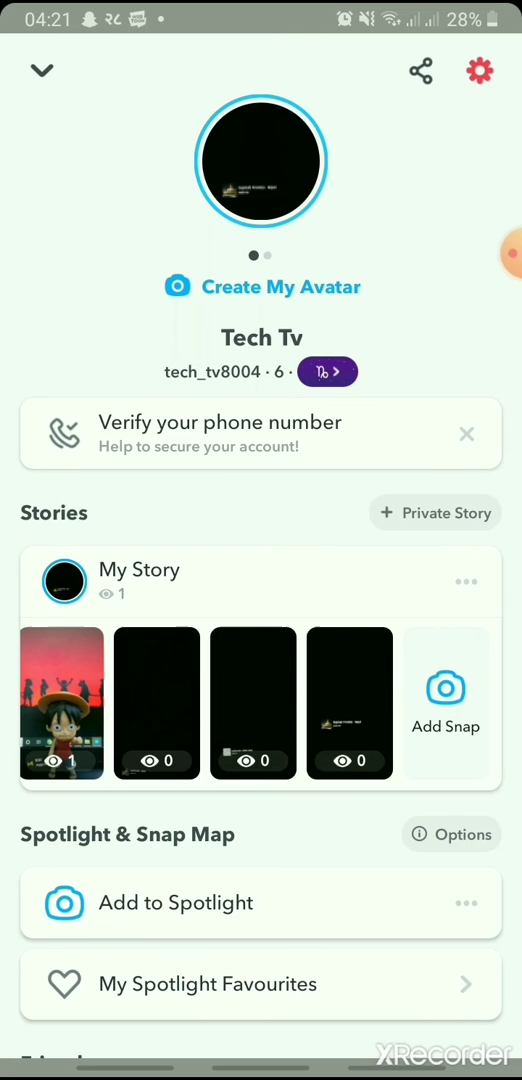 04:21
28%
Create My Avatar
Tech Tv
tech_tv8004 · 6 ·
Verify your phone number
Help to secure your account!
Stories
+ Private Story
My Story
1
1
0
0
0
Add Snap
Spotlight & Snap Map
Options
Add to Spotlight
My Spotlight Favourites
XRecorder